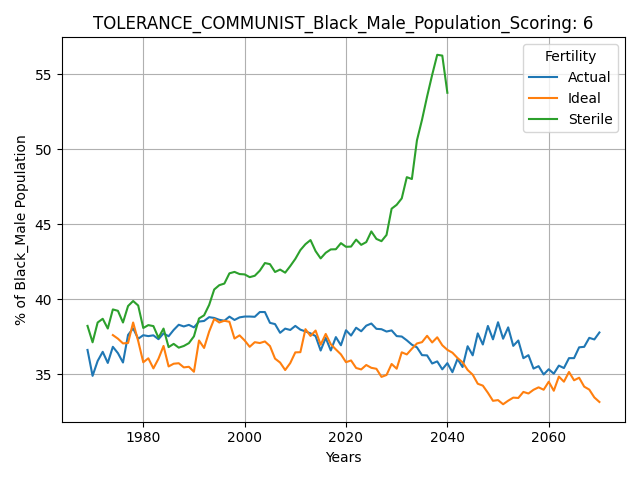 TOLERANCE_COMMUNIST_Black_Male_Population_Scoring: 6
% of Black_Male Population
55
50
45
40
35
1980
2000
2020
2040
2060
Years
Fertility
Actual
Ideal
Sterile